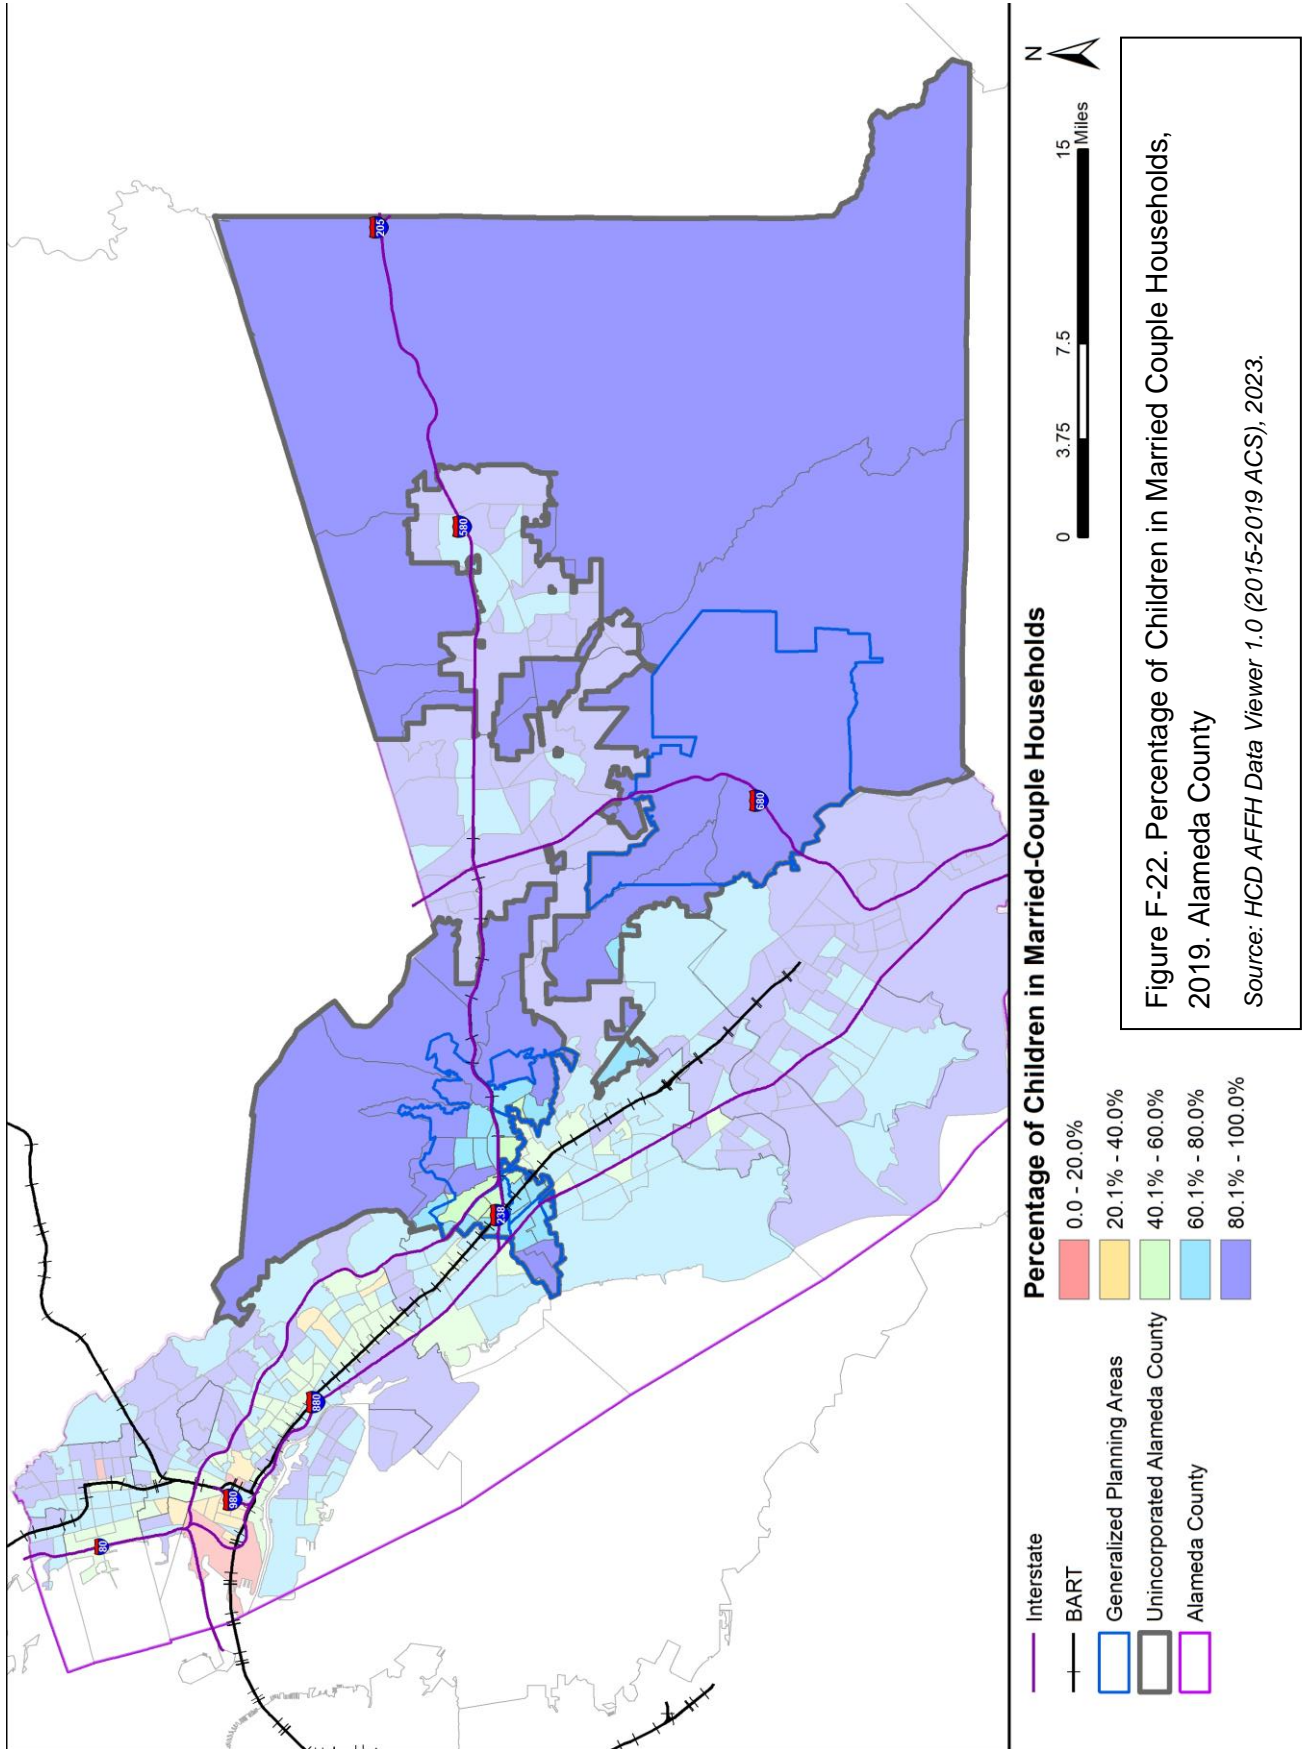 80
980
880
238
580
205
680
N
Percentage of Children in Married-Couple Households
0 3.75 7.5 15
Miles
Interstate
BART
Generalized Planning Areas
Unincorporated Alameda County
Alameda County
0.0 - 20.0%
20.1% - 40.0%
40.1% - 60.0%
60.1% - 80.0%
80.1% - 100.0%
Figure F-22. Percentage of Children in Married Couple Households,
2019. Alameda County
Source: HCD AFFH Data Viewer 1.0 (2015-2019 ACS), 2023.